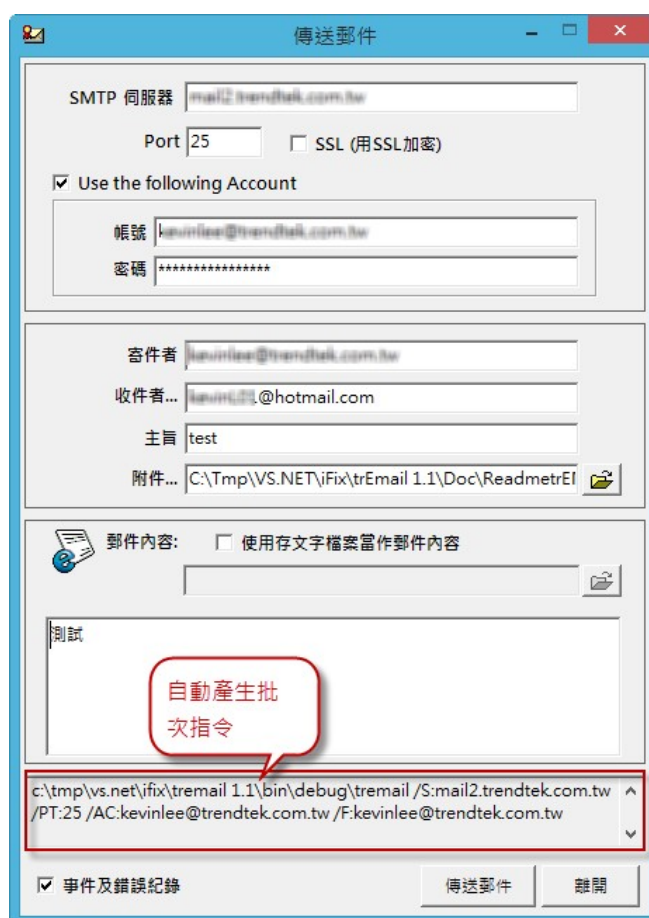 傳送郵件
SMTP 伺服器
Port 25 SSL (用SSL加密)
Use the following Account
帳號
密碼 ****************
寄件者
收件者... .@hotmail.com
主旨 test
附件... C:\Tmp\VS.NET\iFix\trEmail 1.1\Doc\ReadmetrE
郵件內容: 使用存文字檔案當作郵件內容
測試
自動產生批
次指令
c:\tmp\vs.net\ifix\tremail 1.1\bin\debug\tremail /S:mail2.trendtek.com.tw
/PT:25 /AC:kevinlee@trendtek.com.tw /F:kevinlee@trendtek.com.tw
事件及錯誤紀錄 傳送郵件 離開